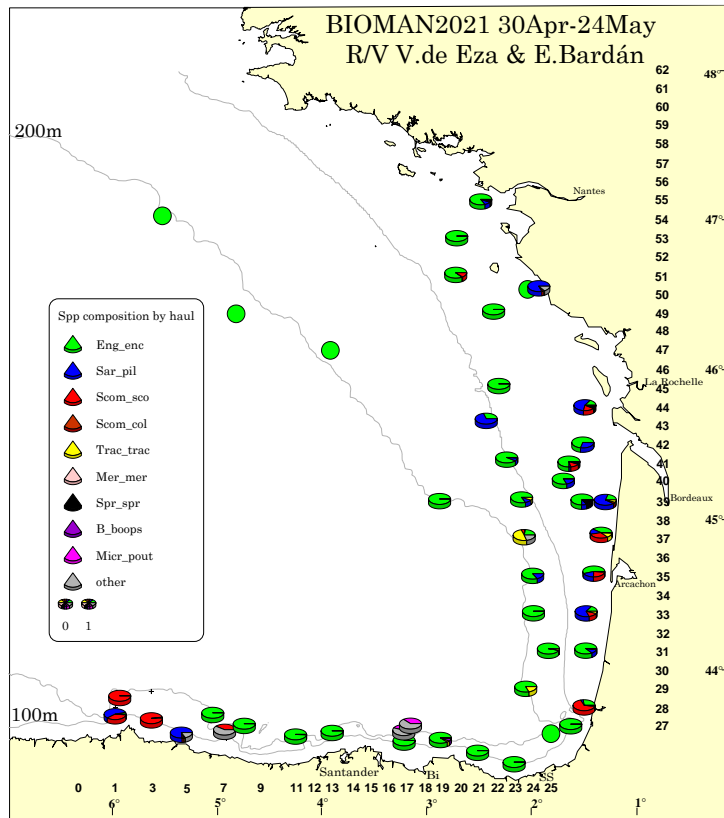 BIOMAN2021 30Apr-24May
R/V V.de Eza & E.Bardán
62
48°
61
60
200m
59
58
57
56
55
Nantes
54
47°
53
52
51
50
49
48
47
46
46°
45
La Rochelle
44
43
42
41
40
39
Bordeaux
45°
38
37
36
35
Arcachon
34
33
32
31
30
44°
29
28
27
Spp composition by haul
Eng_enc
Sar_pil
Scom_sco
Scom_col
Trac_trac
Mer_mer
Spr_spr
B_boops
Micr_pout
other
0 1
100m
Santander
Bi
SS
0 1 3 5 7 9 11 12 13 14 15 16 17 18 19 20 21 22 23 24 25
6° 5° 4° 3° 2° 1°